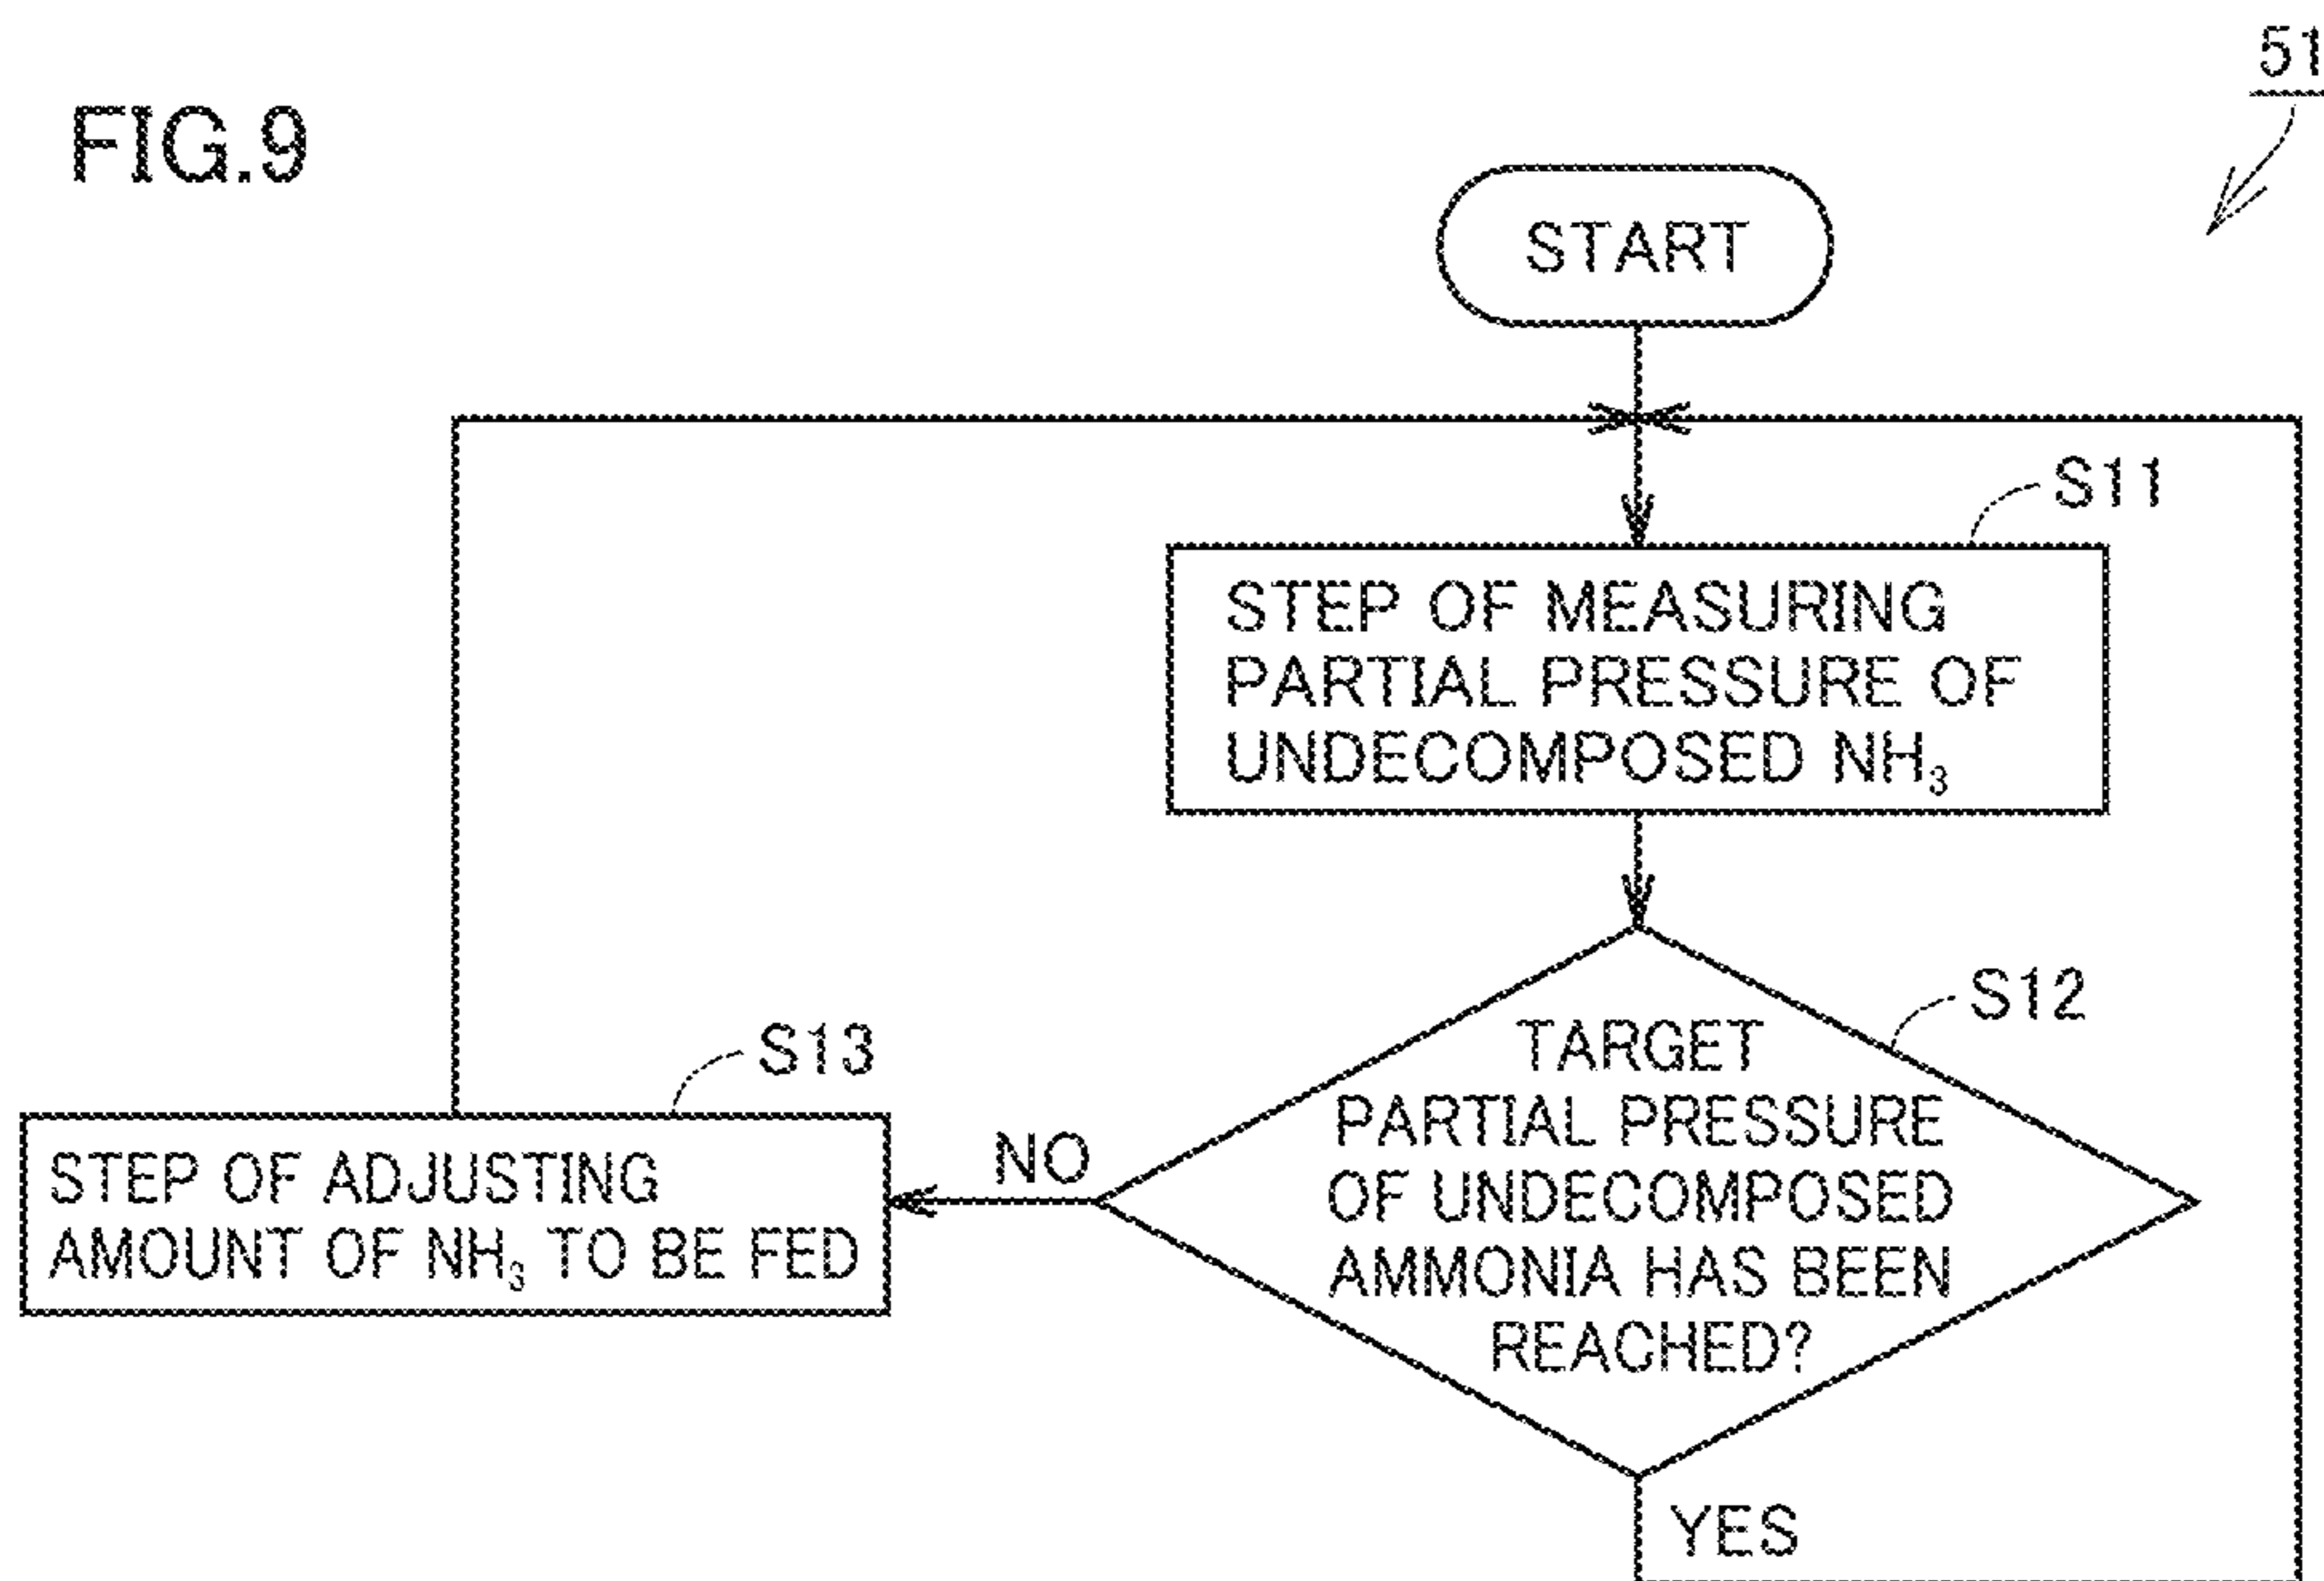 FIG.9
51
START
S11
STEP OF MEASURING
PARTIAL PRESSURE OF
UNDECOMPOSED NH₃
S12
TARGET
PARTIAL PRESSURE
OF UNDECOMPOSED
AMMONIA HAS BEEN
REACHED?
NO
S13
STEP OF ADJUSTING
AMOUNT OF NH₃ TO BE FED
YES